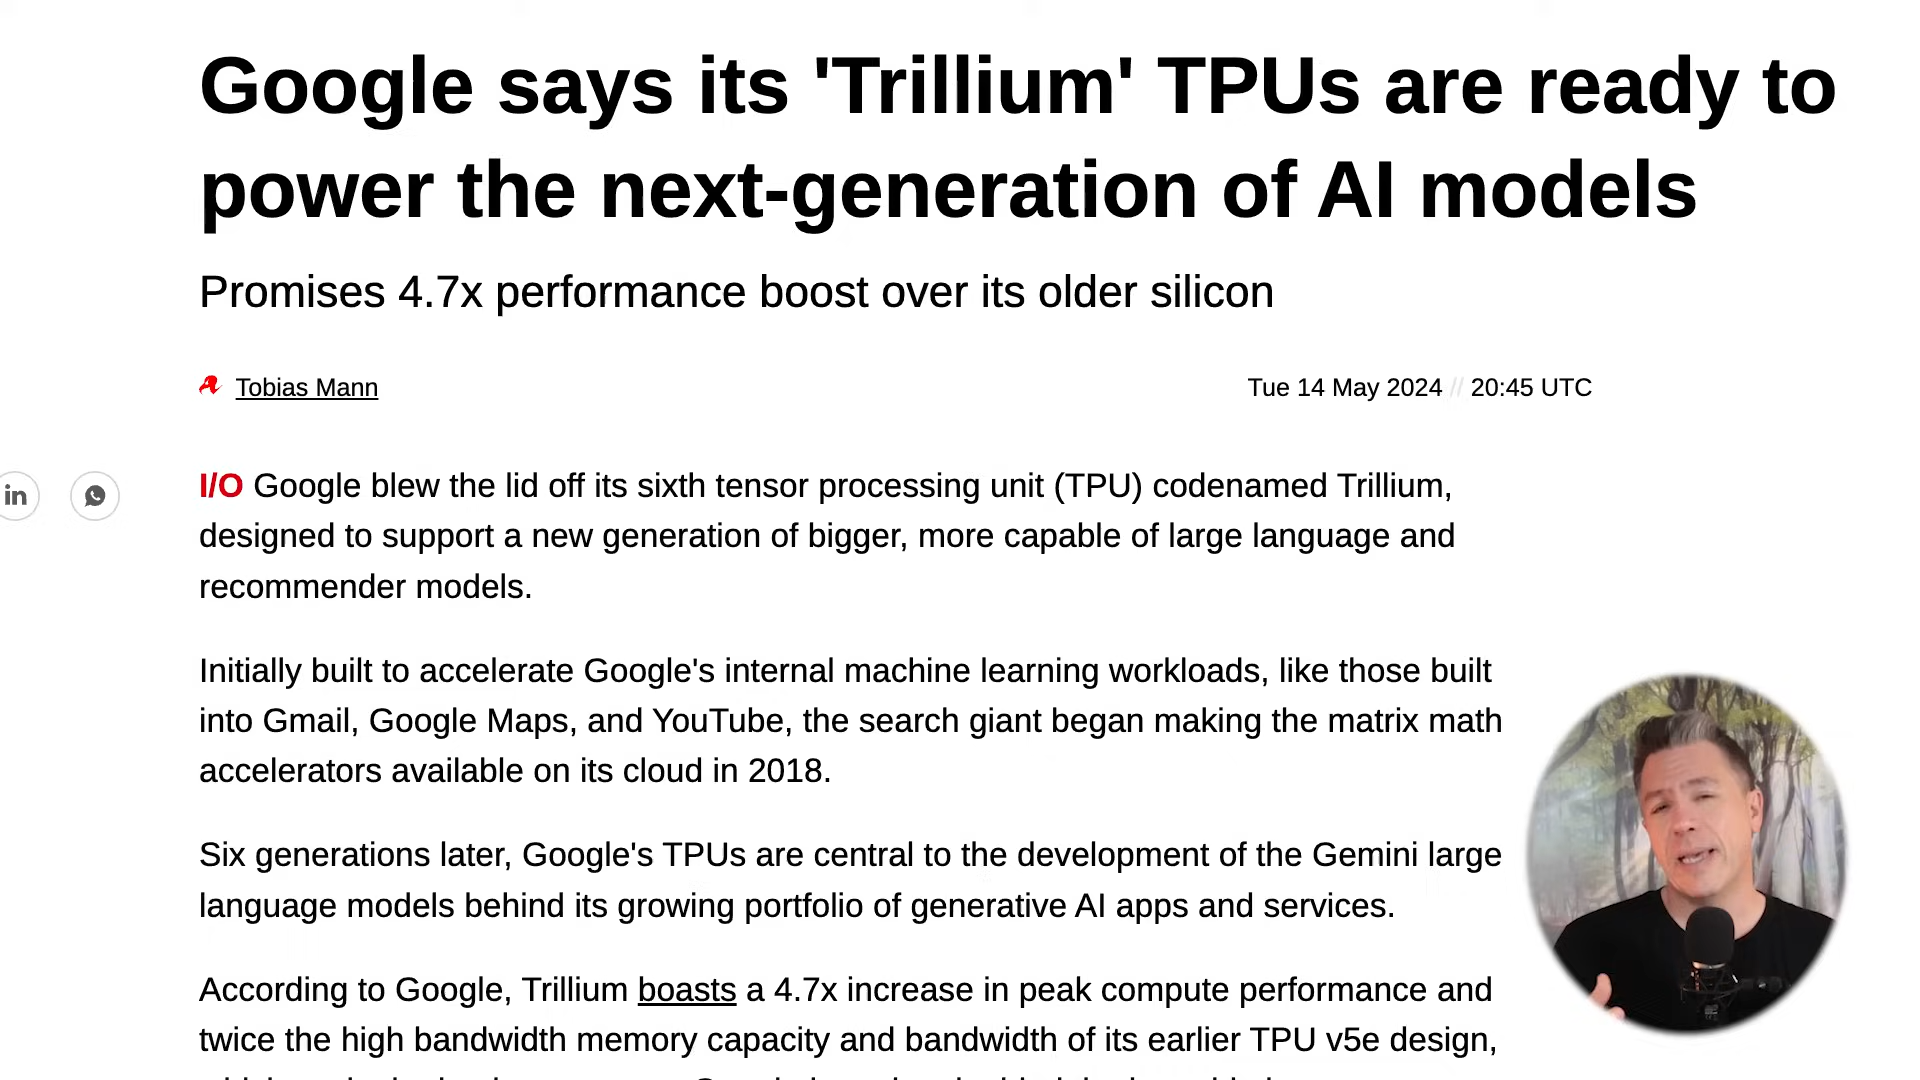 Google says its 'Trillium' TPUs are ready to
power the next-generation of AI models
Promises 4.7x performance boost over its older silicon
Tobias Mann
Tue 14 May 2024 // 20:45 UTC
I/O Google blew the lid off its sixth tensor processing unit (TPU) codenamed Trillium,
designed to support a new generation of bigger, more capable of large language and
recommender models.
in
Initially built to accelerate Google's internal machine learning workloads, like those built
into Gmail, Google Maps, and YouTube, the search giant began making the matrix math
accelerators available on its cloud in 2018.
Six generations later, Google's TPUs are central to the development of the Gemini large
language models behind its growing portfolio of generative AI apps and services.
According to Google, Trillium boasts a 4.7x increase in peak compute performance and
twice the high bandwidth memory capacity and bandwidth of its earlier TPU v5e design,